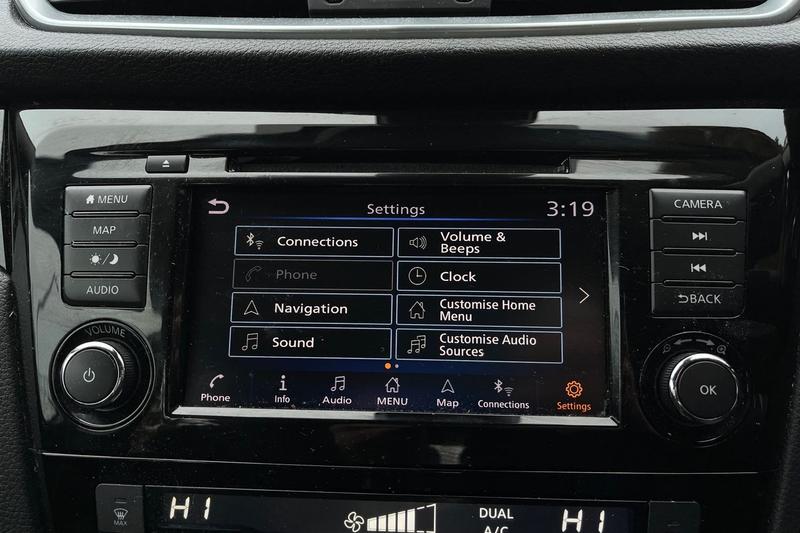 MENU
MAP
AUDIO
VOLUME
Settings
3:19
Connections
Volume &
Beeps
Phone
Clock
Navigation
Customise Home
Menu
Sound
Customise Audio
Sources
Phone
Info
Audio
MENU
Map
Connections
Settings
CAMERA
BACK
OK
MAX
HI
DUAL
A/C
HI